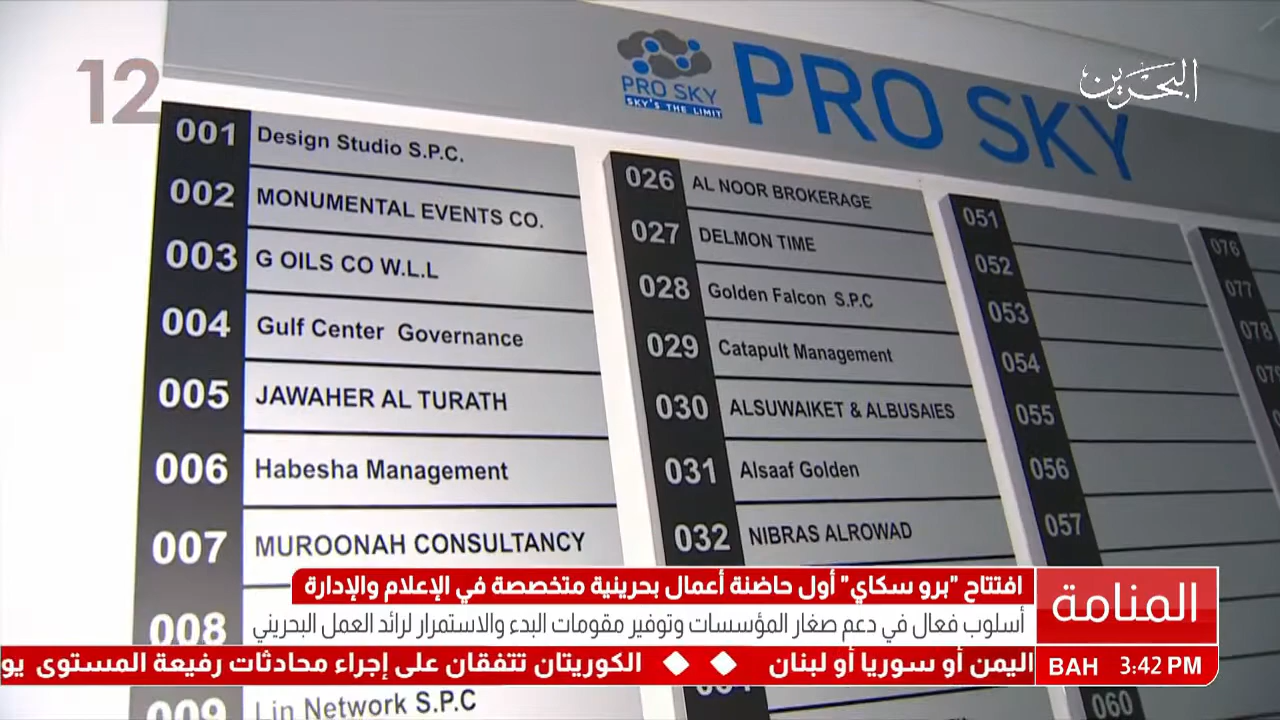 12
البحرين
PRO SKY
SKY'S THE LIMIT
PRO SKY
001 Design Studio S.P.C.
002 MONUMENTAL EVENTS CO.
003 G OILS CO W.L.L
004 Gulf Center Governance
005 JAWAHER AL TURATH
006 Habesha Management
007 MUROONAH CONSULTANCY
008
009 Lin Network S.P.C
026 AL NOOR BROKERAGE
027 DELMON TIME
028 Golden Falcon S.P.C
029 Catapult Management
030 ALSUWAIKET & ALBUSAIES
031 Alsaaf Golden
032 NIBRAS ALROWAD
051
052
053
054
055
056
057
060
076
077
078
افتتاح "برو سكاي" أول حاضنة أعمال بحرينية متخصصة في الإعلام والإدارة
أسلوب فعال في دعم صغار المؤسسات وتوفير مقومات البدء والاستمرار لرائد العمل البحريني
المنامة
BAH 3:42 PM
اليمن أو سوريا أو لبنان
الكوريتان تتفقان على إجراء محادثات رفيعة المستوى